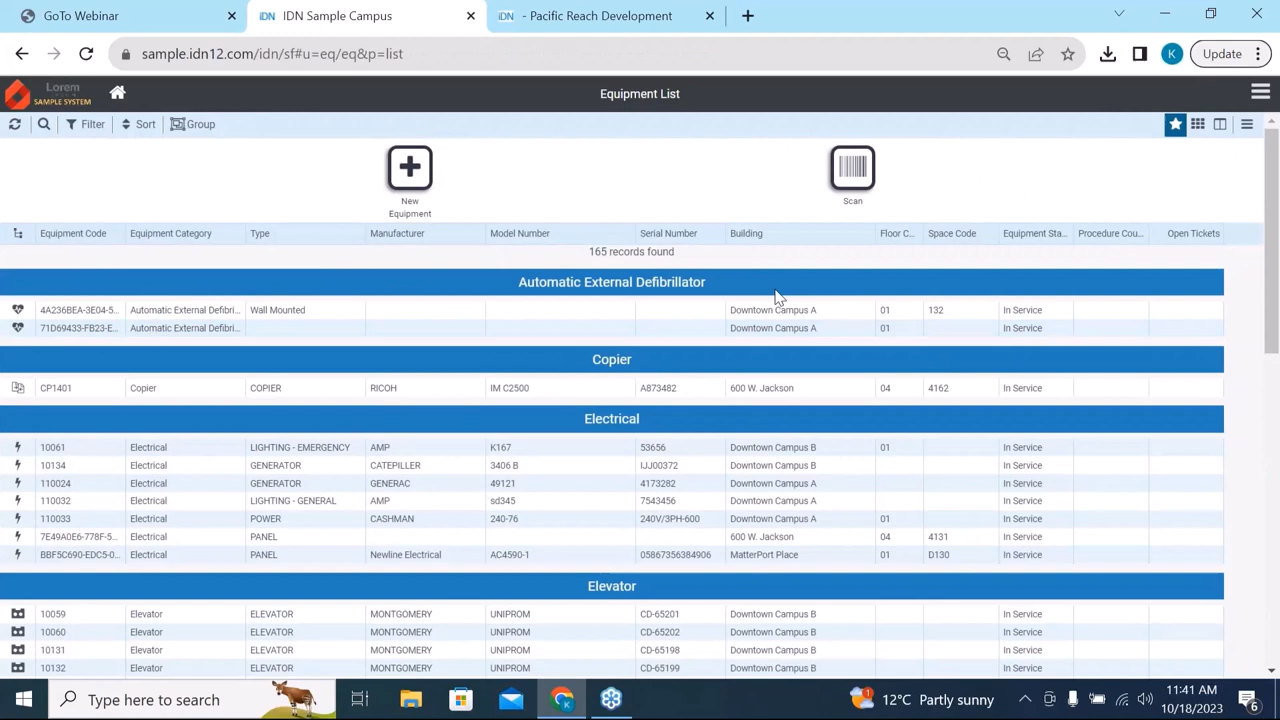 GoTo Webinar
IDN Sample Campus
iDN - Pacific Reach Development
sample.idn12.com/idn/sf#u=eq/eq&p=list
K
Update
Lorem
SAMPLE SYSTEM
Equipment List
Filter Sort Group
New
Equipment
Scan
Equipment Code Equipment Category Type Manufacturer Model Number Serial Number Building Floor C... Space Code Equipment Sta... Procedure Cou... Open Tickets
165 records found
Automatic External Defibrillator
4A236BEA-3E04-5... Automatic External Defibri... Wall Mounted Downtown Campus A 01 132 In Service
71D69433-FB23-E... Automatic External Defibri... Downtown Campus A 01 In Service
Copier
CP1401 Copier COPIER RICOH IM C2500 A873482 600 W. Jackson 04 4162 In Service
Electrical
10061 Electrical LIGHTING - EMERGENCY AMP K167 53656 Downtown Campus B 01 In Service
10134 Electrical GENERATOR CATEPILLER 3406 B IJJ00372 Downtown Campus B In Service
110024 Electrical GENERATOR GENERAC 49121 4173282 Downtown Campus A In Service
110032 Electrical LIGHTING - GENERAL AMP sd345 7543456 Downtown Campus A In Service
110033 Electrical POWER CASHMAN 240-76 240V/3PH-600 Downtown Campus A 01 In Service
7E49A0E6-778F-5... Electrical PANEL 600 W. Jackson 04 4131 In Service
BBF5C690-EDC5-0... Electrical PANEL Newline Electrical AC4590-1 05867356384906 MatterPort Place 01 D130 In Service
Elevator
10059 Elevator ELEVATOR MONTGOMERY UNIPROM CD-65201 Downtown Campus B In Service
10060 Elevator ELEVATOR MONTGOMERY UNIPROM CD-65202 Downtown Campus B In Service
10131 Elevator ELEVATOR MONTGOMERY UNIPROM CD-65198 Downtown Campus B In Service
10132 Elevator ELEVATOR MONTGOMERY UNIPROM CD-65199 Downtown Campus B In Service
Type here to search
12°C Partly sunny
11:41 AM
10/18/2023
6